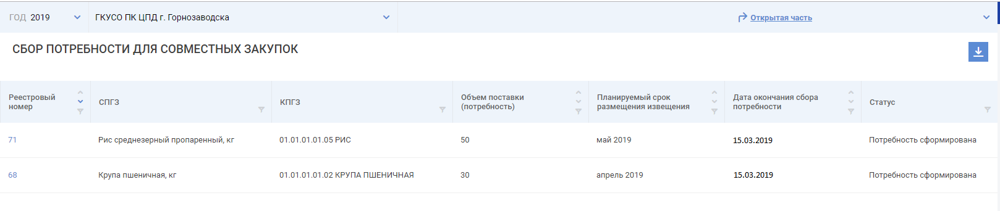 ГОД 2019 ГКУСО ПК ЦПД г. Горнозаводска Открытая часть
СБОР ПОТРЕБНОСТИ ДЛЯ СОВМЕСТНЫХ ЗАКУПОК
Реестровый номер СПГЗ КПГЗ Объем поставки (потребность) Планируемый срок размещения извещения Дата окончания сбора потребности Статус
71 Рис среднезерный пропаренный, кг 01.01.01.01.05 РИС 50 май 2019 15.03.2019 Потребность сформирована
68 Крупа пшеничная, кг 01.01.01.01.02 КРУПА ПШЕНИЧНАЯ 30 апрель 2019 15.03.2019 Потребность сформирована